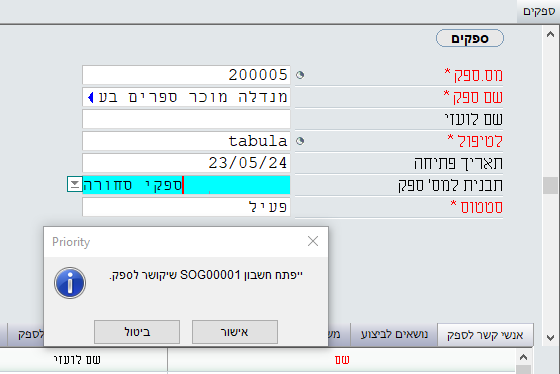 ספקים
ספקים
מס.ספק * 200005
שם ספק * מנדלה מוכר ספרים בע
שם לועזי
לטיפול * tabula
תאריך פתיחה 23/05/24
תבנית למס' ספק ספקי סחורה
סטטוס * פעיל
Priority
ייפתח חשבון SOG00001 שיקושר לספק.
אישור ביטול
אנשי קשר לספק נושאים לביצוע מש לספק
שם שם לועזי